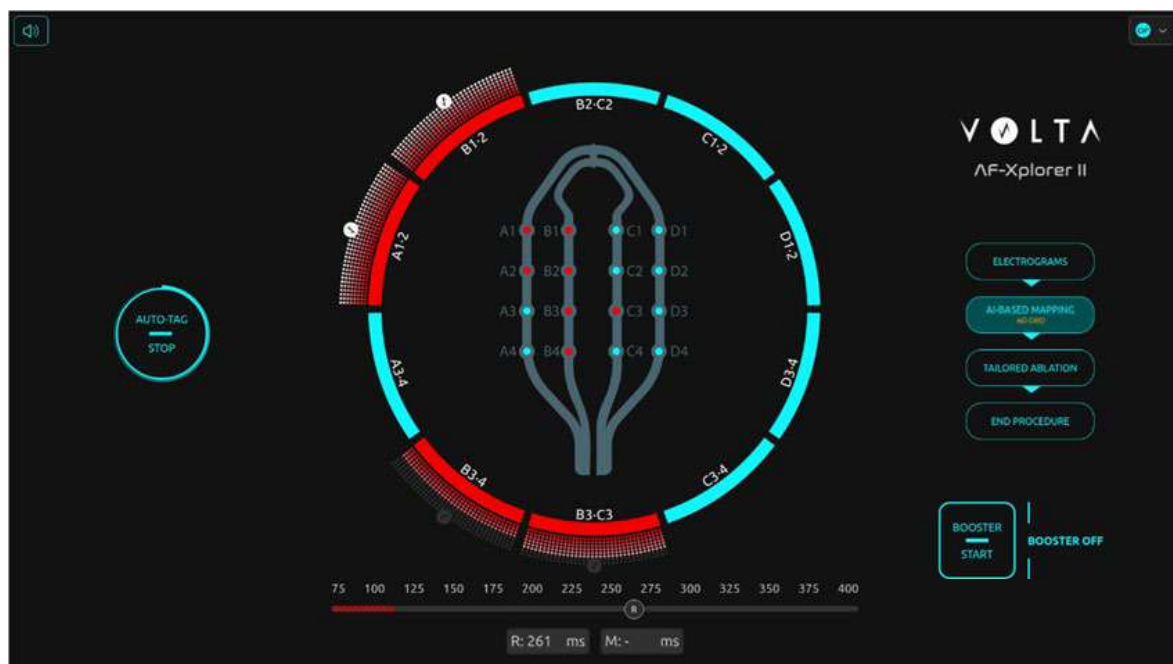 OP
B2-C2
B1-2
C1-2
VOLTA
AF-Xplorer II
A1-2
D1-2
A1 B1 C1 D1
A2 B2 C2 D2
A3 B3 C3 D3
A4 B4 C4 D4
ELECTROGRAMS
AI-BASED MAPPING
AUTO-TAG
STOP
TAILORED ABLATION
A3-4
D3-4
END PROCEDURE
B3-4
C3-4
B3-C3
BOOSTER
START
BOOSTER OFF
75 100 125 150 175 200 225 250 275 300 325 350 375 400
R
R: 261 ms M: - ms